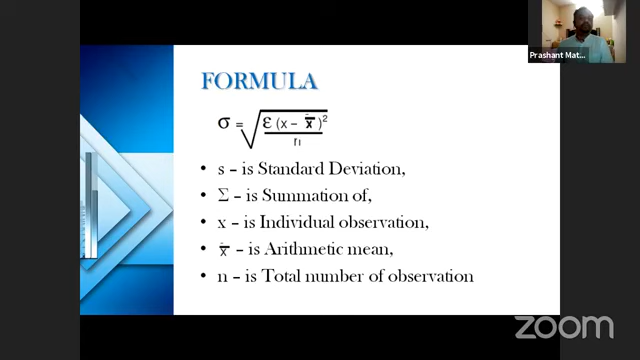 Prashant Mat...
FORMULA
σ = √ Ɛ (x – x̄ )²
n
• s – is Standard Deviation,
• Σ – is Summation of,
• x – is Individual observation,
• x̄ – is Arithmetic mean,
• n – is Total number of observation
zoom